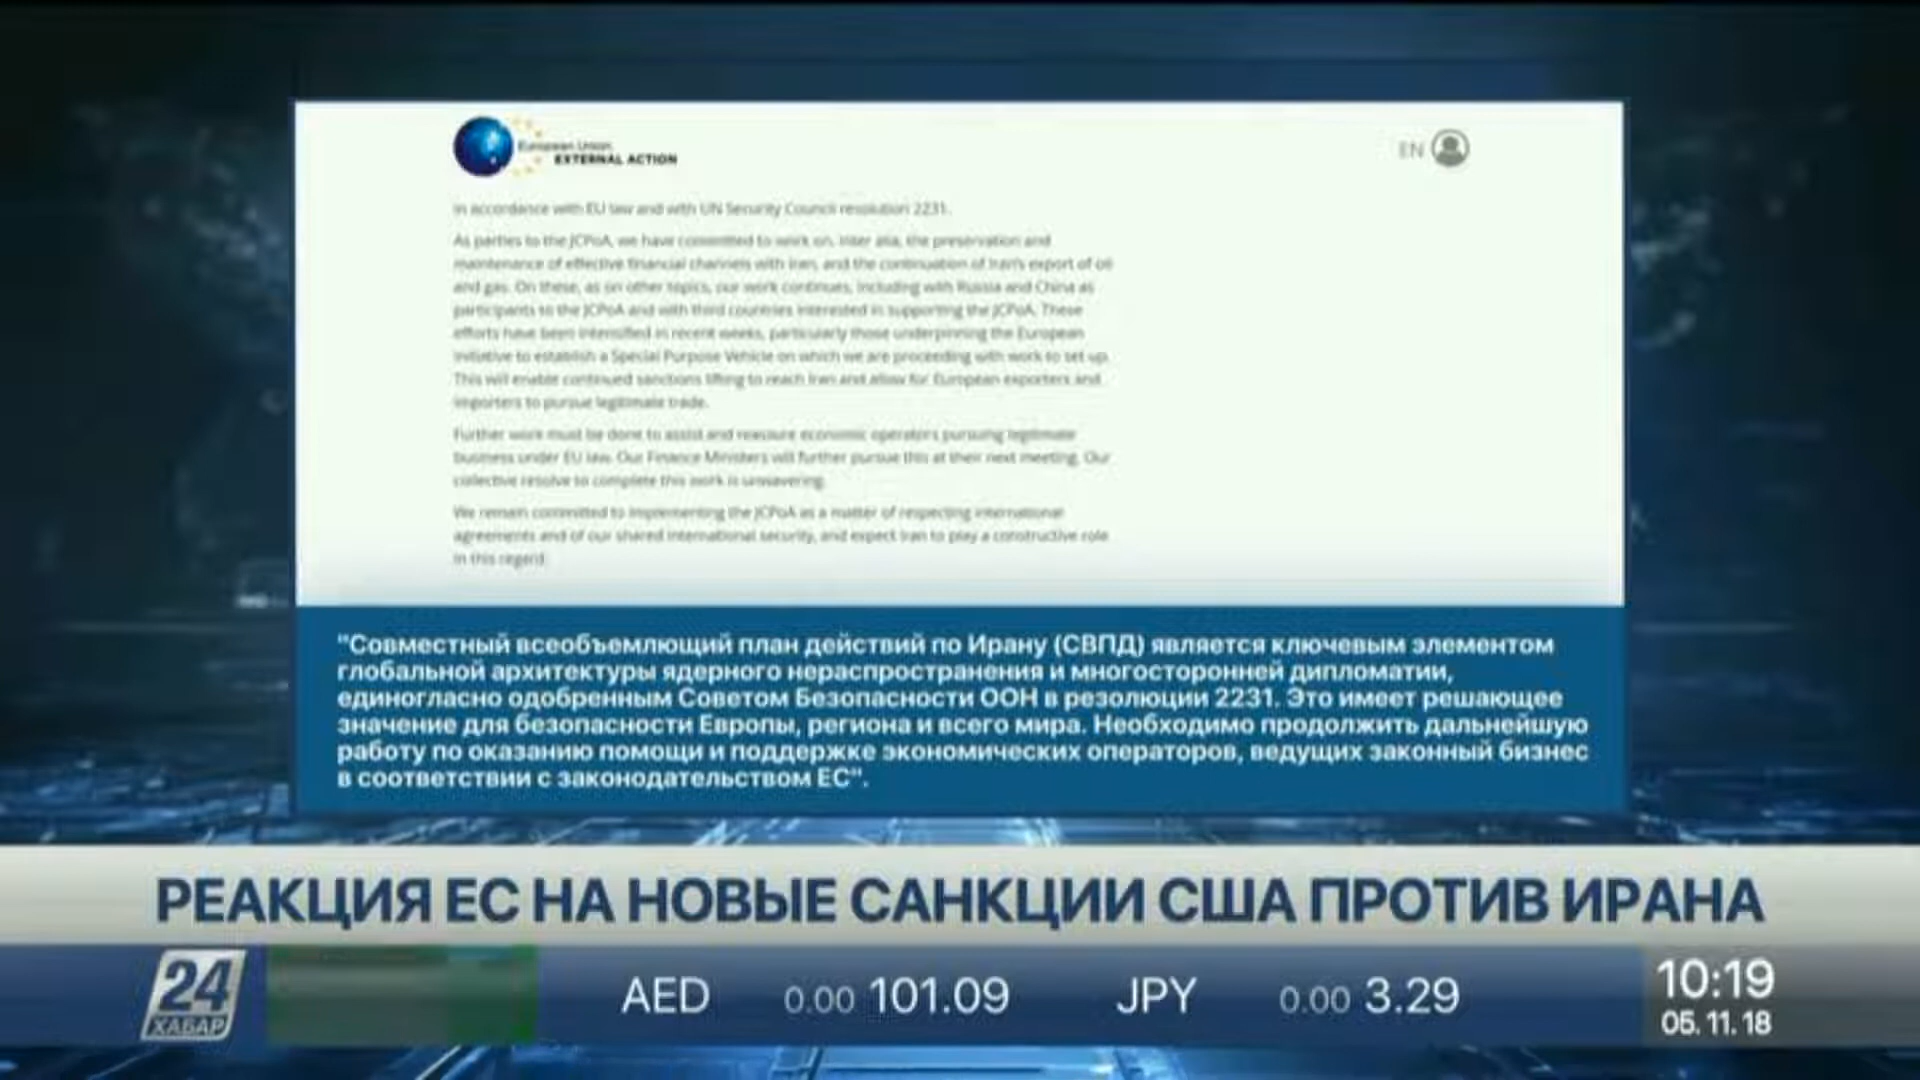 European Union
EXTERNAL ACTION
EN
in accordance with EU law and with UN Security Council resolution 2231.
As parties to the JCPoA, we have committed to work on, inter alia, the preservation and
maintenance of effective financial channels with Iran, and the continuation of Iran's export of oil
and gas. On these, as on other topics, our work continues, including with Russia and China as
participants to the JCPoA and with third countries interested in supporting the JCPoA. These
efforts have been intensified in recent weeks, particularly those underpinning the European
initiative to establish a Special Purpose Vehicle on which we are proceeding with work to set up.
This will enable continued sanctions lifting to reach Iran and allow for European exporters and
importers to pursue legitimate trade.
Further work must be done to assist and reassure economic operators pursuing legitimate
business under EU law. Our Finance Ministers will further pursue this at their next meeting. Our
collective resolve to complete this work is unwavering.
We remain committed to implementing the JCPoA as a matter of respecting international
agreements and of our shared international security, and expect Iran to play a constructive role
in this regard.
"Совместный всеобъемлющий план действий по Ирану (СВПД) является ключевым элементом
глобальной архитектуры ядерного нераспространения и многосторонней дипломатии,
единогласно одобренным Советом Безопасности ООН в резолюции 2231. Это имеет решающее
значение для безопасности Европы, региона и всего мира. Необходимо продолжить дальнейшую
работу по оказанию помощи и поддержке экономических операторов, ведущих законный бизнес
в соответствии с законодательством ЕС".
РЕАКЦИЯ ЕС НА НОВЫЕ САНКЦИИ США ПРОТИВ ИРАНА
24
ХАБАР
AED 0.00 101.09 JPY 0.00 3.29
10:19
05.11.18